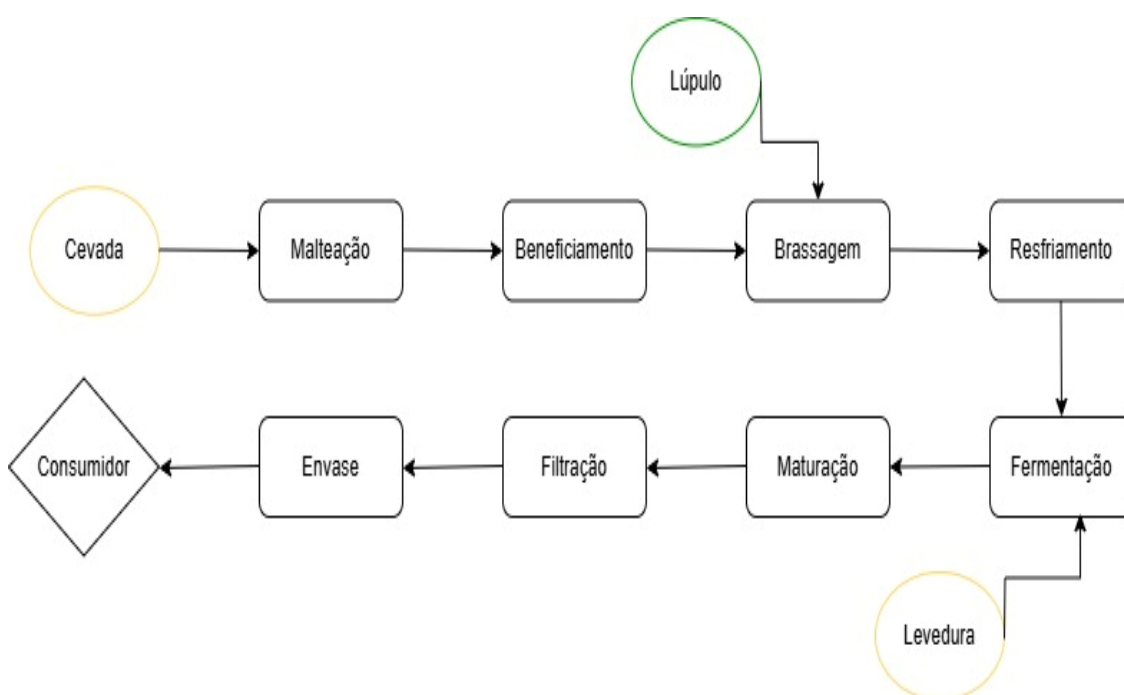 Lúpulo
Cevada
Malteação
Beneficiamento
Brassagem
Resfriamento
Consumidor
Envase
Filtração
Maturação
Fermentação
Levedura